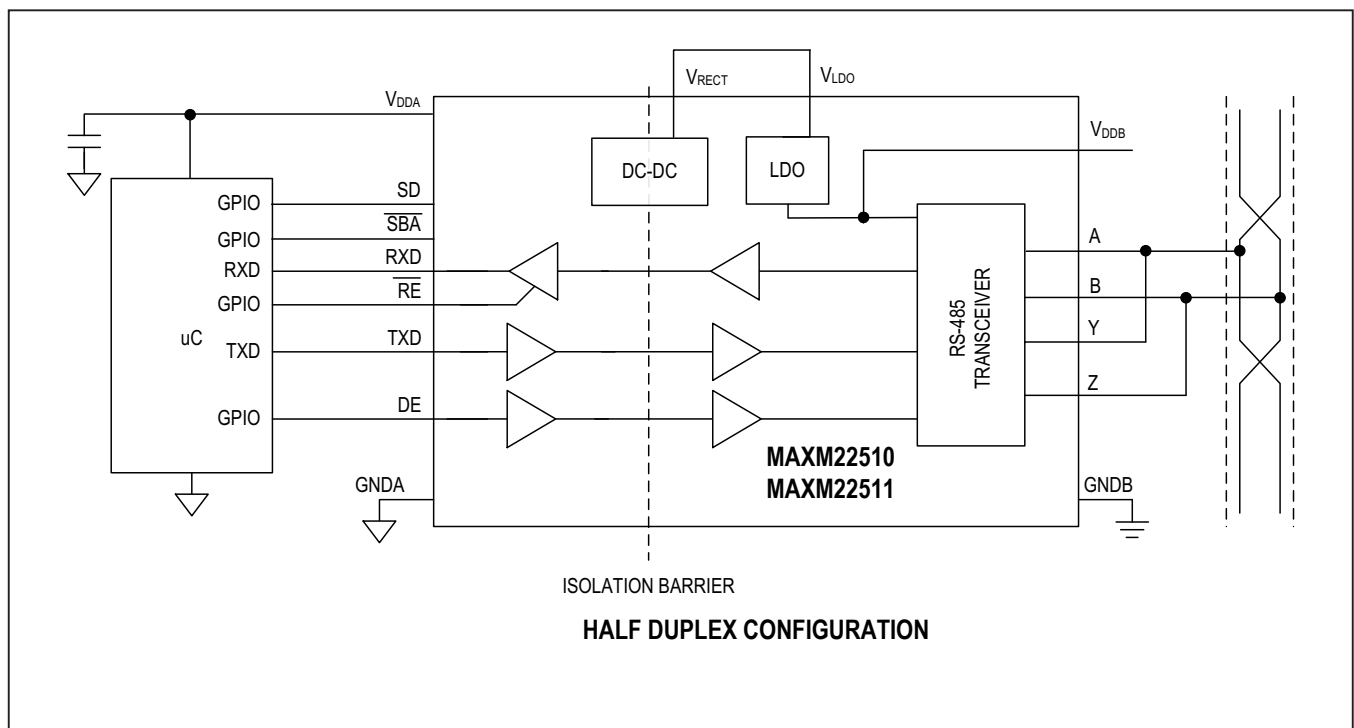 VRECT
VLDO
VDDA
VDDB
DC-DC
LDO
GPIO
SD
GPIO
SBA
RXD
RXD
GPIO
RE
uC
TXD
TXD
GPIO
DE
A
B
Y
Z
RS-485
TRANSCEIVER
MAXM22510
MAXM22511
GNDA
GNDB
ISOLATION BARRIER
HALF DUPLEX CONFIGURATION